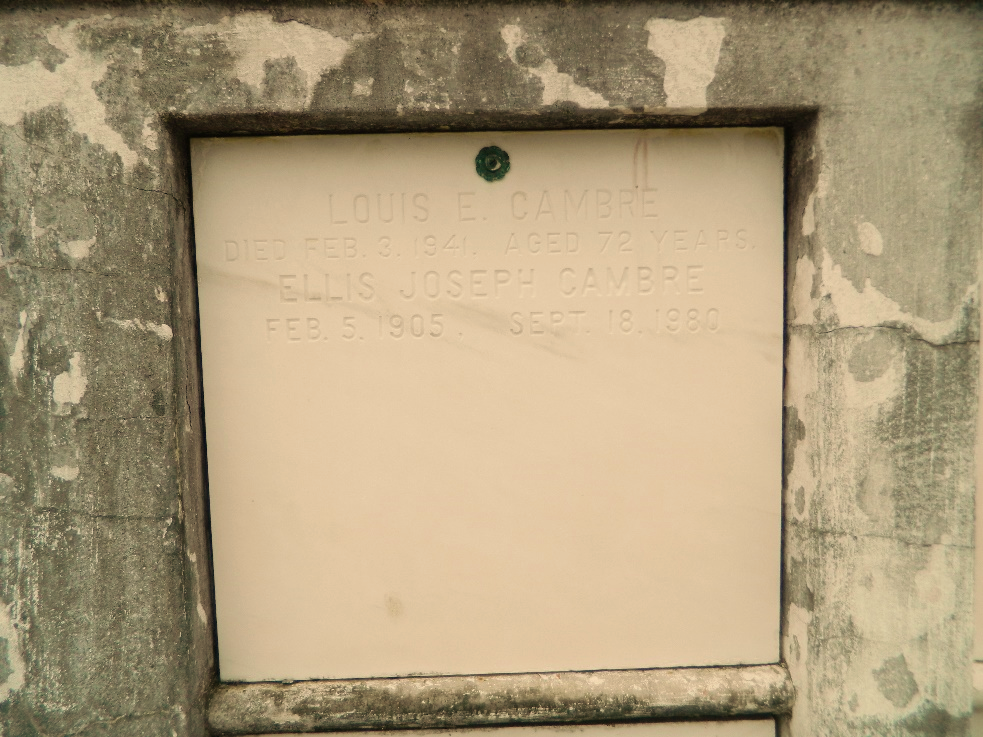 LOUIS E. CAMBRE
DIED FEB. 3. 1941. AGED 72 YEARS.
ELLIS JOSEPH CAMBRE
FEB. 5. 1905. SEPT. 18. 1980